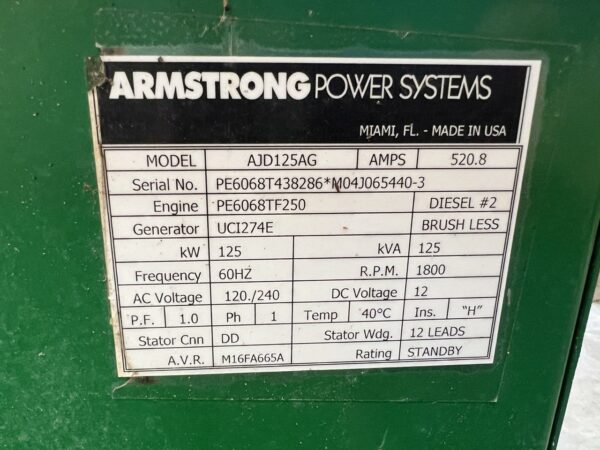 ARMSTRONG POWER SYSTEMS
MIAMI, FL. - MADE IN USA
MODEL AJD125AG AMPS 520.8
Serial No. PE6068T438286*M04J065440-3
Engine PE6068TF250 DIESEL #2
Generator UCI274E BRUSH LESS
kW 125 kVA 125
Frequency 60HZ R.P.M. 1800
AC Voltage 120./240 DC Voltage 12
P.F. 1.0 Ph 1 Temp 40°C Ins. "H"
Stator Cnn DD Stator Wdg. 12 LEADS
A.V.R. M16FA665A Rating STANDBY